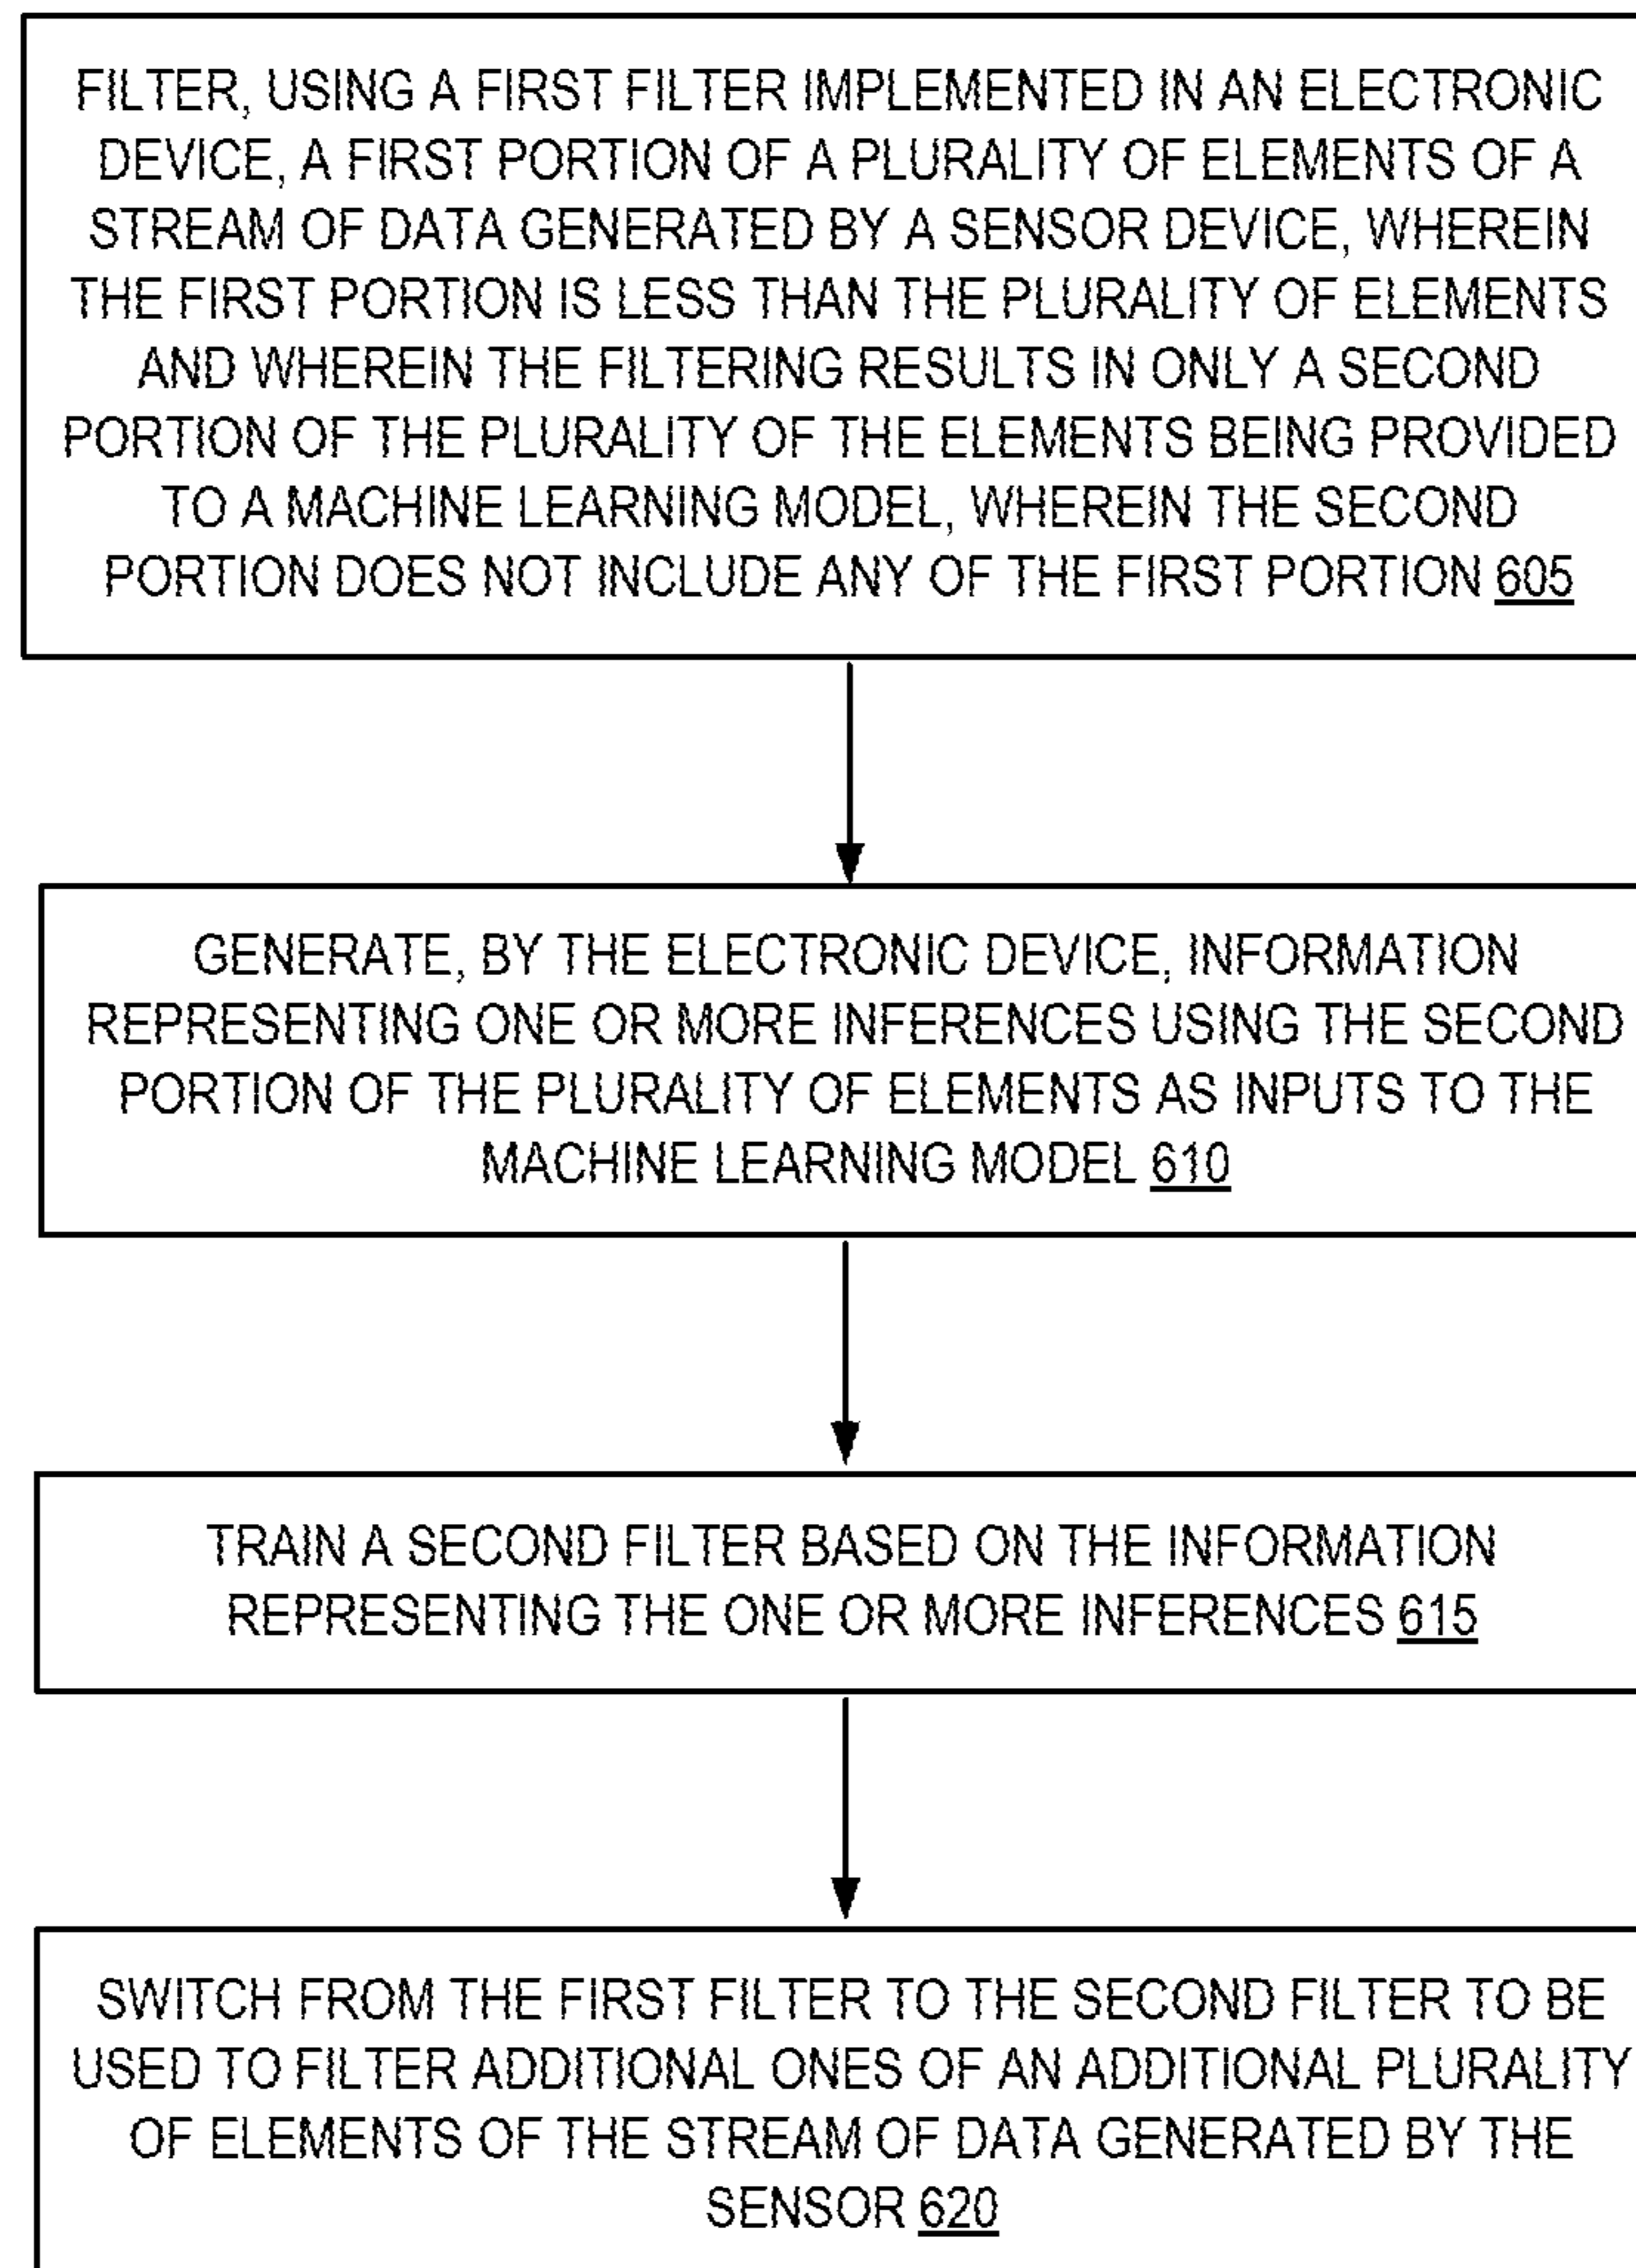 FILTER, USING A FIRST FILTER IMPLEMENTED IN AN ELECTRONIC
DEVICE, A FIRST PORTION OF A PLURALITY OF ELEMENTS OF A
STREAM OF DATA GENERATED BY A SENSOR DEVICE, WHEREIN
THE FIRST PORTION IS LESS THAN THE PLURALITY OF ELEMENTS
AND WHEREIN THE FILTERING RESULTS IN ONLY A SECOND
PORTION OF THE PLURALITY OF THE ELEMENTS BEING PROVIDED
TO A MACHINE LEARNING MODEL, WHEREIN THE SECOND
PORTION DOES NOT INCLUDE ANY OF THE FIRST PORTION 605
GENERATE, BY THE ELECTRONIC DEVICE, INFORMATION
REPRESENTING ONE OR MORE INFERENCES USING THE SECOND
PORTION OF THE PLURALITY OF ELEMENTS AS INPUTS TO THE
MACHINE LEARNING MODEL 610
TRAIN A SECOND FILTER BASED ON THE INFORMATION
REPRESENTING THE ONE OR MORE INFERENCES 615
SWITCH FROM THE FIRST FILTER TO THE SECOND FILTER TO BE
USED TO FILTER ADDITIONAL ONES OF AN ADDITIONAL PLURALITY
OF ELEMENTS OF THE STREAM OF DATA GENERATED BY THE
SENSOR 620